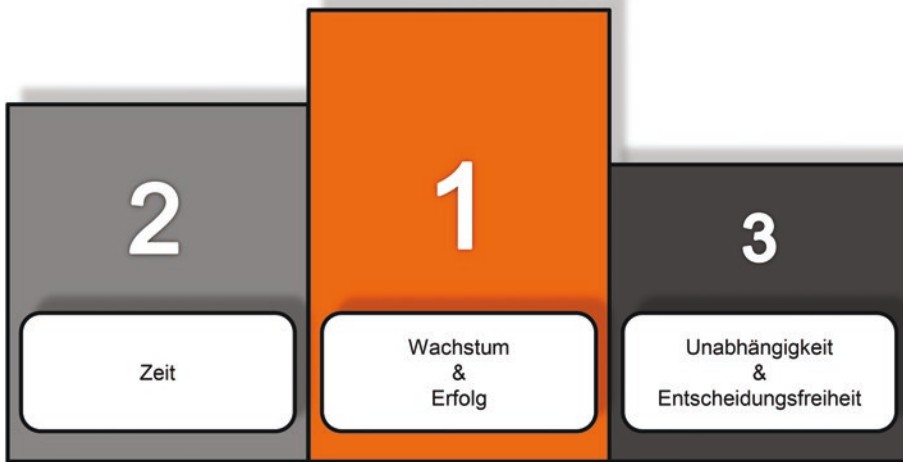 2
Zeit
1
Wachstum
&
Erfolg
3
Unabhängigkeit
&
Entscheidungsfreiheit